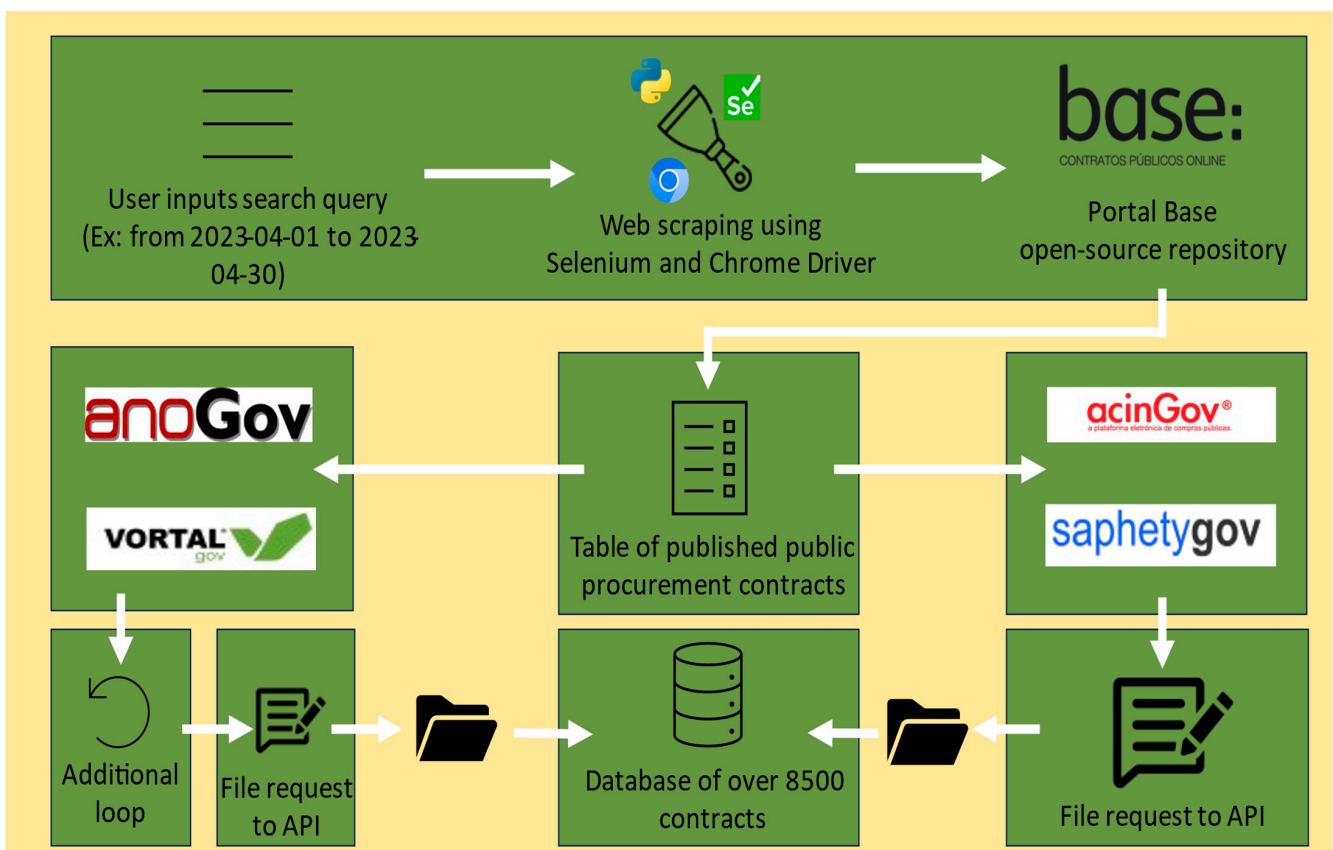 User inputs search query
(Ex: from 2023-04-01 to 2023-
04-30)
Se
Web scraping using
Selenium and Chrome Driver
base:
CONTRATOS PÚBLICOS ONLINE
Portal Base
open-source repository
anoGov
VORTAL
gov
Table of published public
procurement contracts
acinGov®
a plataforma eletrónica de compras públicas.
saphetygov
Additional
loop
File request
to API
Database of over 8500
contracts
File request to API